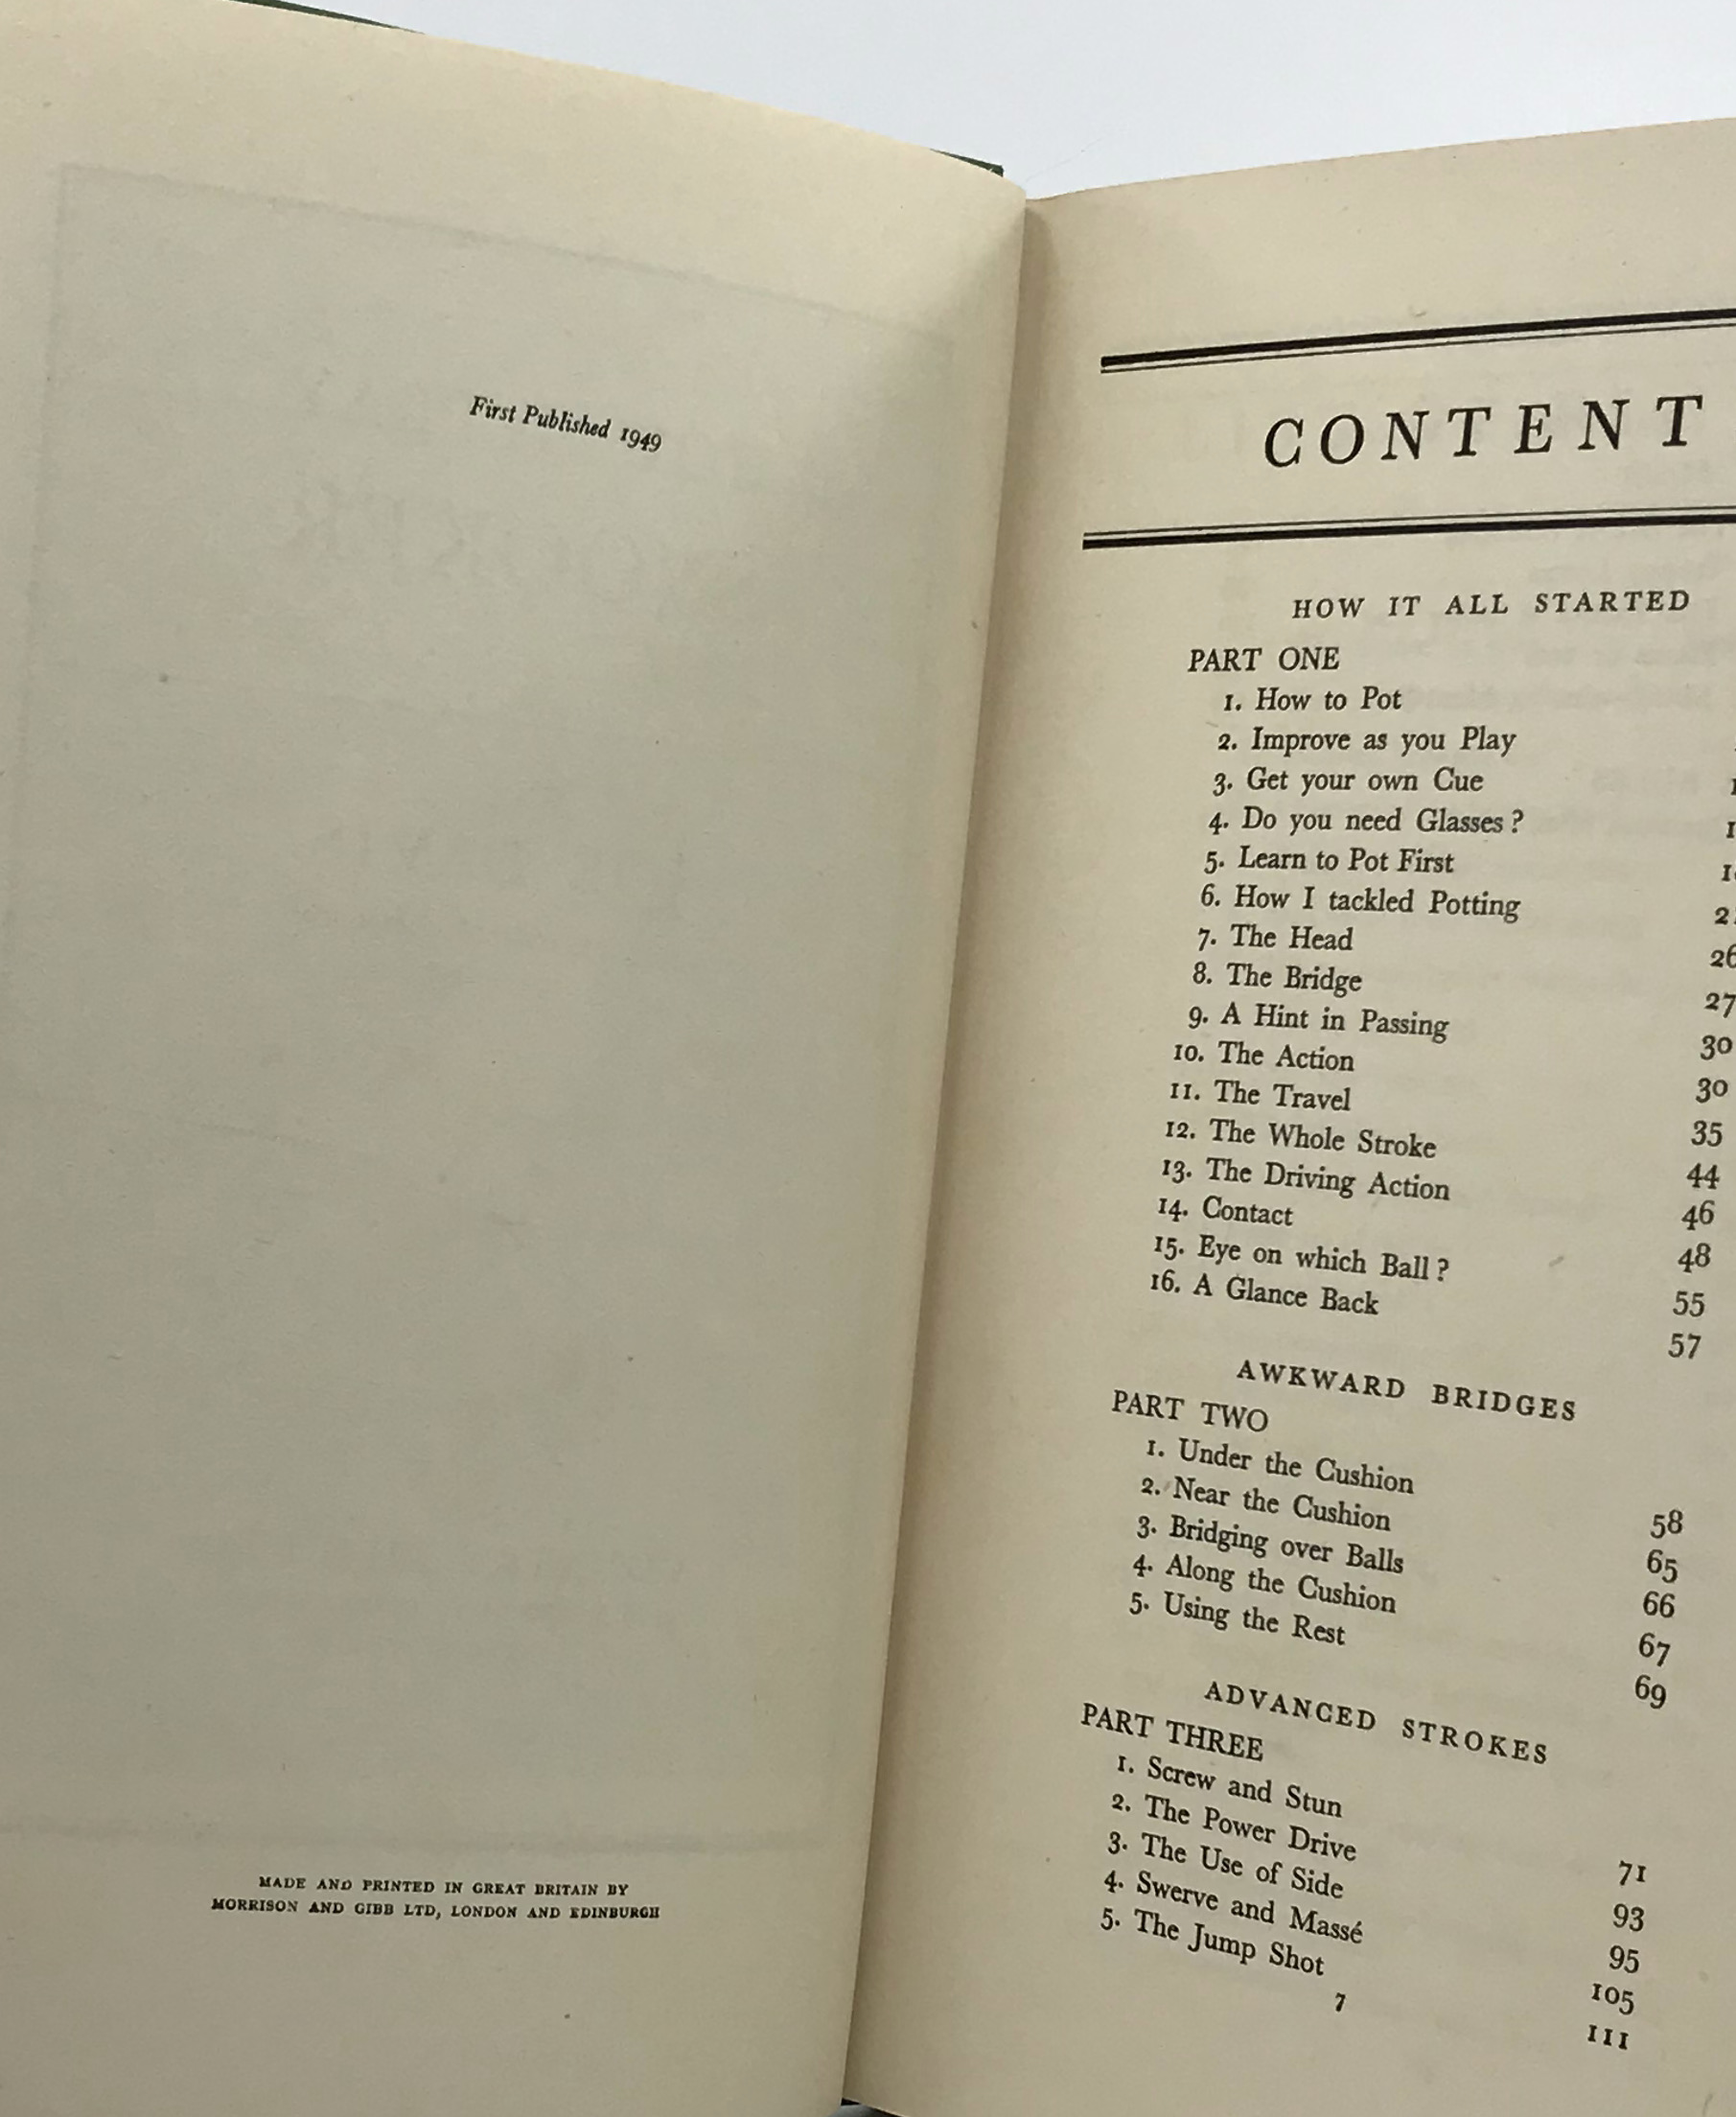 First Published 1949
MADE AND PRINTED IN GREAT BRITAIN BY
MORRISON AND GIBB LTD, LONDON AND EDINBURGH
CONTENT
HOW IT ALL STARTED
PART ONE
1. How to Pot
2. Improve as you Play
3. Get your own Cue
4. Do you need Glasses?
5. Learn to Pot First
6. How I tackled Potting
7. The Head 26
8. The Bridge 27
9. A Hint in Passing 30
10. The Action 30
11. The Travel 35
12. The Whole Stroke 44
13. The Driving Action 46
14. Contact 48
15. Eye on which Ball? 55
16. A Glance Back 57
AWKWARD BRIDGES
PART TWO
1. Under the Cushion 58
2. Near the Cushion 65
3. Bridging over Balls 66
4. Along the Cushion 67
5. Using the Rest 69
ADVANCED STROKES
PART THREE
1. Screw and Stun 71
2. The Power Drive 93
3. The Use of Side 95
4. Swerve and Massé 105
5. The Jump Shot 111
7